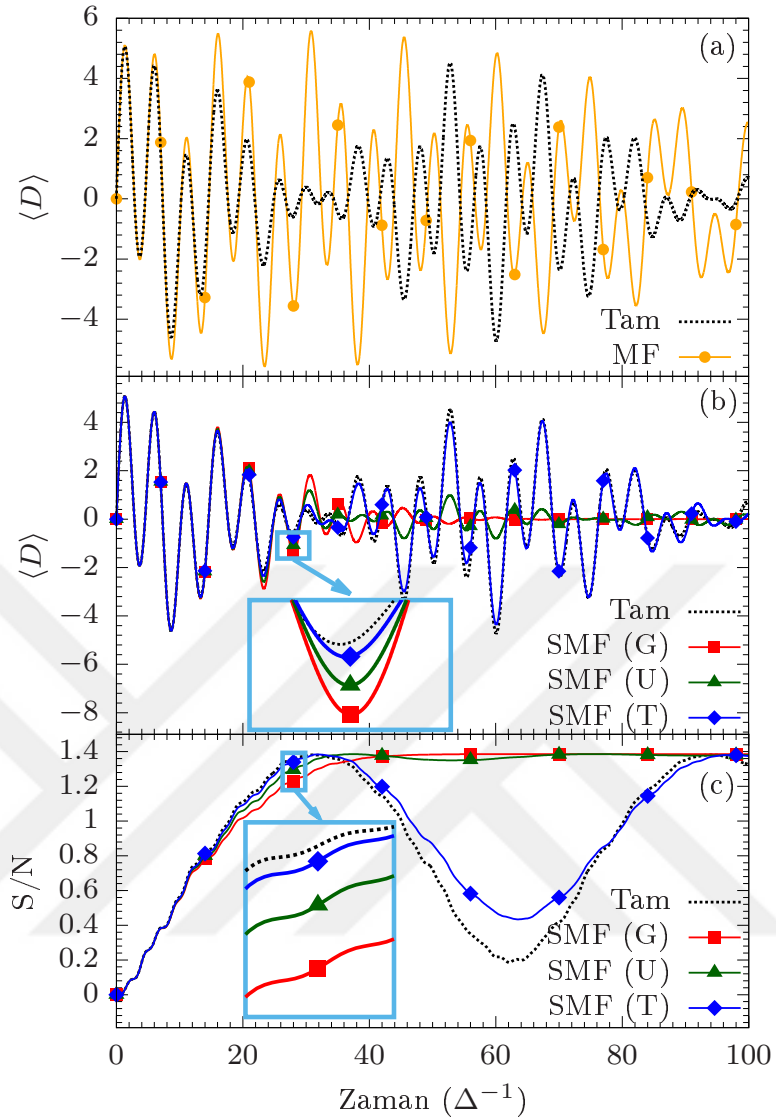 6
4
2
0
−2
−4
⟨D⟩
(a)
Tam
MF
4
2
0
−2
−4
−6
−8
⟨D⟩
(b)
Tam
SMF (G)
SMF (U)
SMF (T)
1.4
1.2
1
0.8
0.6
0.4
0.2
0
S/N
(c)
Tam
SMF (G)
SMF (U)
SMF (T)
0 20 40 60 80 100
Zaman (Δ⁻¹)